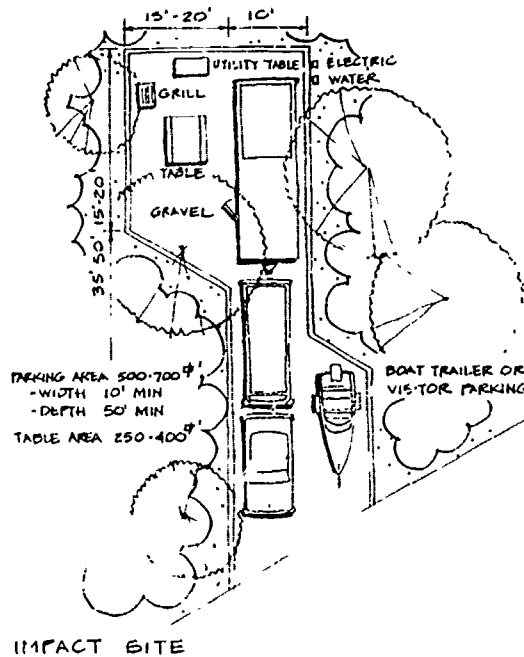 15'-20' 10'
UTILITY TABLE
ELECTRIC
WATER
GRILL
TABLE
GRAVEL
35'-50' 15-20
PARKING AREA 500-700 ⌗'
-WIDTH 10' MIN
-DEPTH 50' MIN
TABLE AREA 250-400 ⌗'
BOAT TRAILER OR
VISITOR PARKING
IMPACT SITE